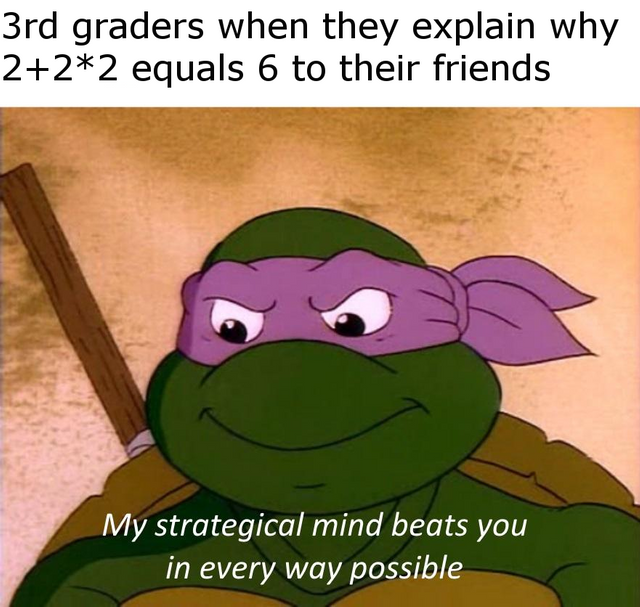 3rd graders when they explain why
2+2*2 equals 6 to their friends
My strategical mind beats you
in every way possible